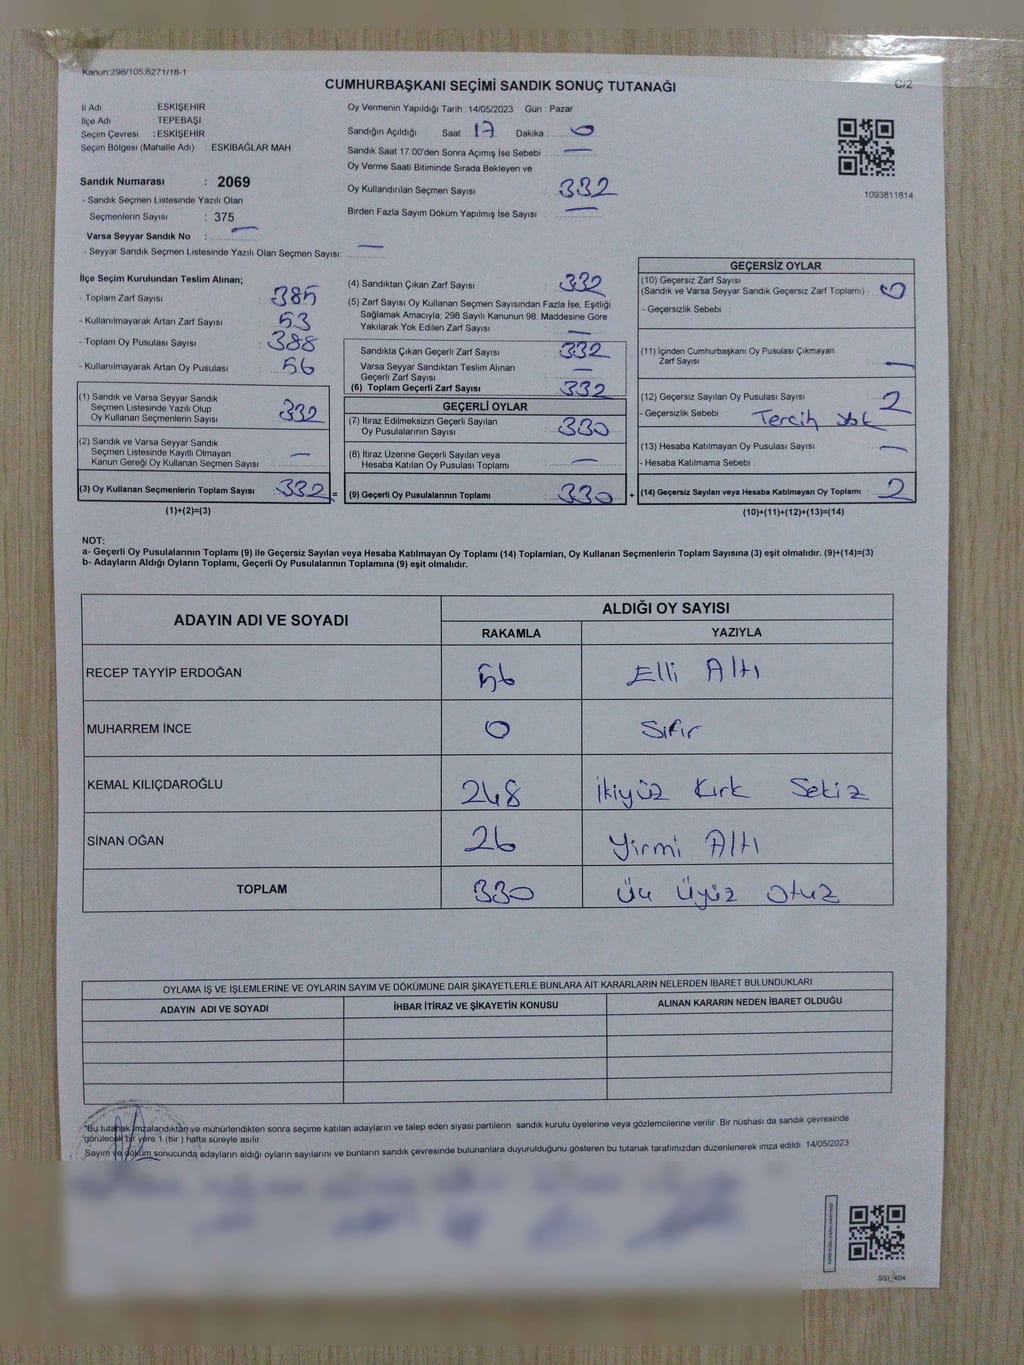 Kanun:298/105;6271/18-1
CUMHURBAŞKANI SEÇİMİ SANDIK SONUÇ TUTANAĞI
C/2
İl Adı ESKİŞEHİR
İlçe Adı TEPEBAŞI
Seçim Çevresi :ESKİŞEHİR
Seçim Bölgesi (Mahalle Adı) ESKİBAĞLAR MAH.
Sandık Numarası : 2069
- Sandık Seçmen Listesinde Yazılı Olan
Seçmenlerin Sayısı : 375
Varsa Seyyar Sandık No : —
- Seyyar Sandık Seçmen Listesinde Yazılı Olan Seçmen Sayısı: —
Oy Vermenin Yapıldığı Tarih : 14/05/2023 Gün : Pazar
Sandığın Açıldığı Saat : 17 Dakika : 0
Sandık Saat 17:00'den Sonra Açımış İse Sebebi : —
Oy Verme Saati Bitiminde Sırada Bekleyen ve
Oy Kullandırılan Seçmen Sayısı : 332
Birden Fazla Sayım Döküm Yapılmış İse Sayısı : —
1093811814
İlçe Seçim Kurulundan Teslim Alınan;
- Toplam Zarf Sayısı : 385
- Kullanılmayarak Artan Zarf Sayısı : 53
- Toplam Oy Pusulası Sayısı : 388
- Kullanılmayarak Artan Oy Pusulası : 56
(1) Sandık ve Varsa Seyyar Sandık
Seçmen Listesinde Yazılı Olup
Oy Kullanan Seçmenlerin Sayısı : 332
(2) Sandık ve Varsa Seyyar Sandık
Seçmen Listesinde Kayıtlı Olmayan
Kanun Gereği Oy Kullanan Seçmen Sayısı : —
(3) Oy Kullanan Seçmenlerin Toplam Sayısı : 332 =
(1)+(2)=(3)
(4) Sandıktan Çıkan Zarf Sayısı : 332
(5) Zarf Sayısı Oy Kullanan Seçmen Sayısından Fazla İse, Eşitliği
Sağlamak Amacıyla; 298 Sayılı Kanunun 98. Maddesine Göre
Yakılarak Yok Edilen Zarf Sayısı : —
Sandıkta Çıkan Geçerli Zarf Sayısı : 332
Varsa Seyyar Sandıktan Teslim Alınan
Geçerli Zarf Sayısı : —
(6) Toplam Geçerli Zarf Sayısı : 332
GEÇERLİ OYLAR
(7) İtiraz Edilmeksizin Geçerli Sayılan
Oy Pusulalarının Sayısı : 330
(8) İtiraz Üzerine Geçerli Sayılan veya
Hesaba Katılan Oy Pusulası Toplamı : —
(9) Geçerli Oy Pusulalarının Toplamı : 330 +
GEÇERSİZ OYLAR
(10) Geçersiz Zarf Sayısı
(Sandık ve Varsa Seyyar Sandık Geçersiz Zarf Toplamı) : 0
- Geçersizlik Sebebi :
(11) İçinden Cumhurbaşkanı Oy Pusulası Çıkmayan
Zarf Sayısı : —
(12) Geçersiz Sayılan Oy Pusulası Sayısı : 2
- Geçersizlik Sebebi : Tercih yok
(13) Hesaba Katılmayan Oy Pusulası Sayısı : —
- Hesaba Katılmama Sebebi :
(14) Geçersiz Sayılan veya Hesaba Katılmayan Oy Toplamı : 2
(10)+(11)+(12)+(13)=(14)
NOT:
a- Geçerli Oy Pusulalarının Toplamı (9) ile Geçersiz Sayılan veya Hesaba Katılmayan Oy Toplamı (14) Toplamları, Oy Kullanan Seçmenlerin Toplam Sayısına (3) eşit olmalıdır. (9)+(14)=(3)
b- Adayların Aldığı Oyların Toplamı, Geçerli Oy Pusulalarının Toplamına (9) eşit olmalıdır.
ADAYIN ADI VE SOYADI ALDIĞI OY SAYISI
RAKAMLA YAZIYLA
RECEP TAYYİP ERDOĞAN 56 Elli Altı
MUHARREM İNCE 0 Sıfır
KEMAL KILIÇDAROĞLU 248 İkiyüz Kırk Sekiz
SİNAN OĞAN 26 Yirmi Altı
TOPLAM 330 Üç Üyüz Otuz
OYLAMA İŞ VE İŞLEMLERİNE VE OYLARIN SAYIM VE DÖKÜMÜNE DAİR ŞİKAYETLERLE BUNLARA AİT KARARLARIN NELERDEN İBARET BULUNDUKLARI
ADAYIN ADI VE SOYADI İHBAR İTİRAZ VE ŞİKAYETİN KONUSU ALINAN KARARIN NEDEN İBARET OLDUĞU
"Bu tutanak imzalandıktan ve mühürlendikten sonra seçime katılan adayların ve talep eden siyasi partilerin sandık kurulu üyelerine veya gözlemcilerine verilir. Bir nüshası da sandık çevresinde
görülecek bir yere 1 (bir ) hafta süreyle asılır.
Sayım ve döküm sonucunda adayların aldığı oyların sayılarını ve bunların sandık çevresinde bulunanlara duyurulduğunu gösteren bu tutanak tarafımızdan düzenlenerek imza edildi. 14/05/2023
SSI_404